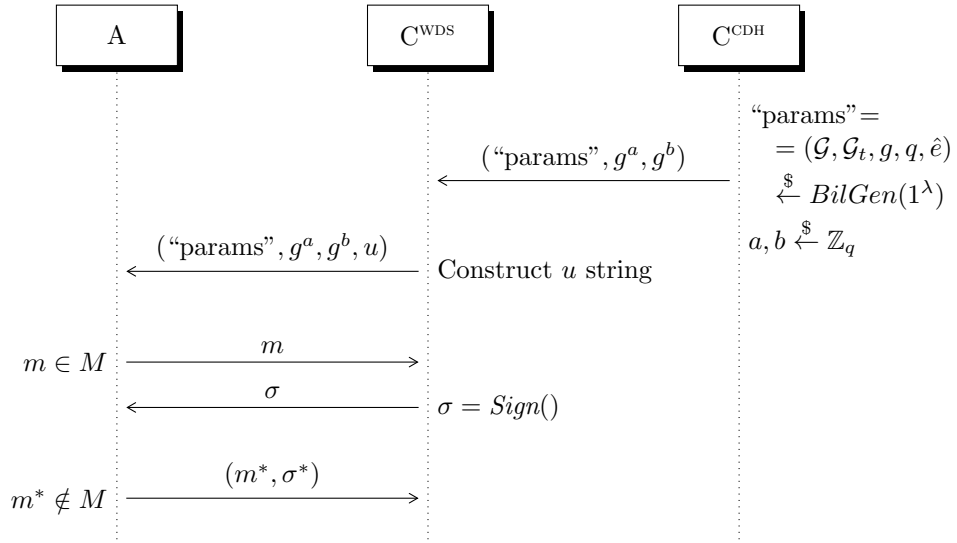 A
C^WDS
C^CDH
“params”=
= (𝒢, 𝒢_t, g, q, ê)
(“params”, g^a, g^b)
←$ BilGen(1^λ)
a, b ←$ ℤ_q
(“params”, g^a, g^b, u)
Construct u string
m ∈ M
m
σ
σ = Sign()
m* ∉ M
(m*, σ*)